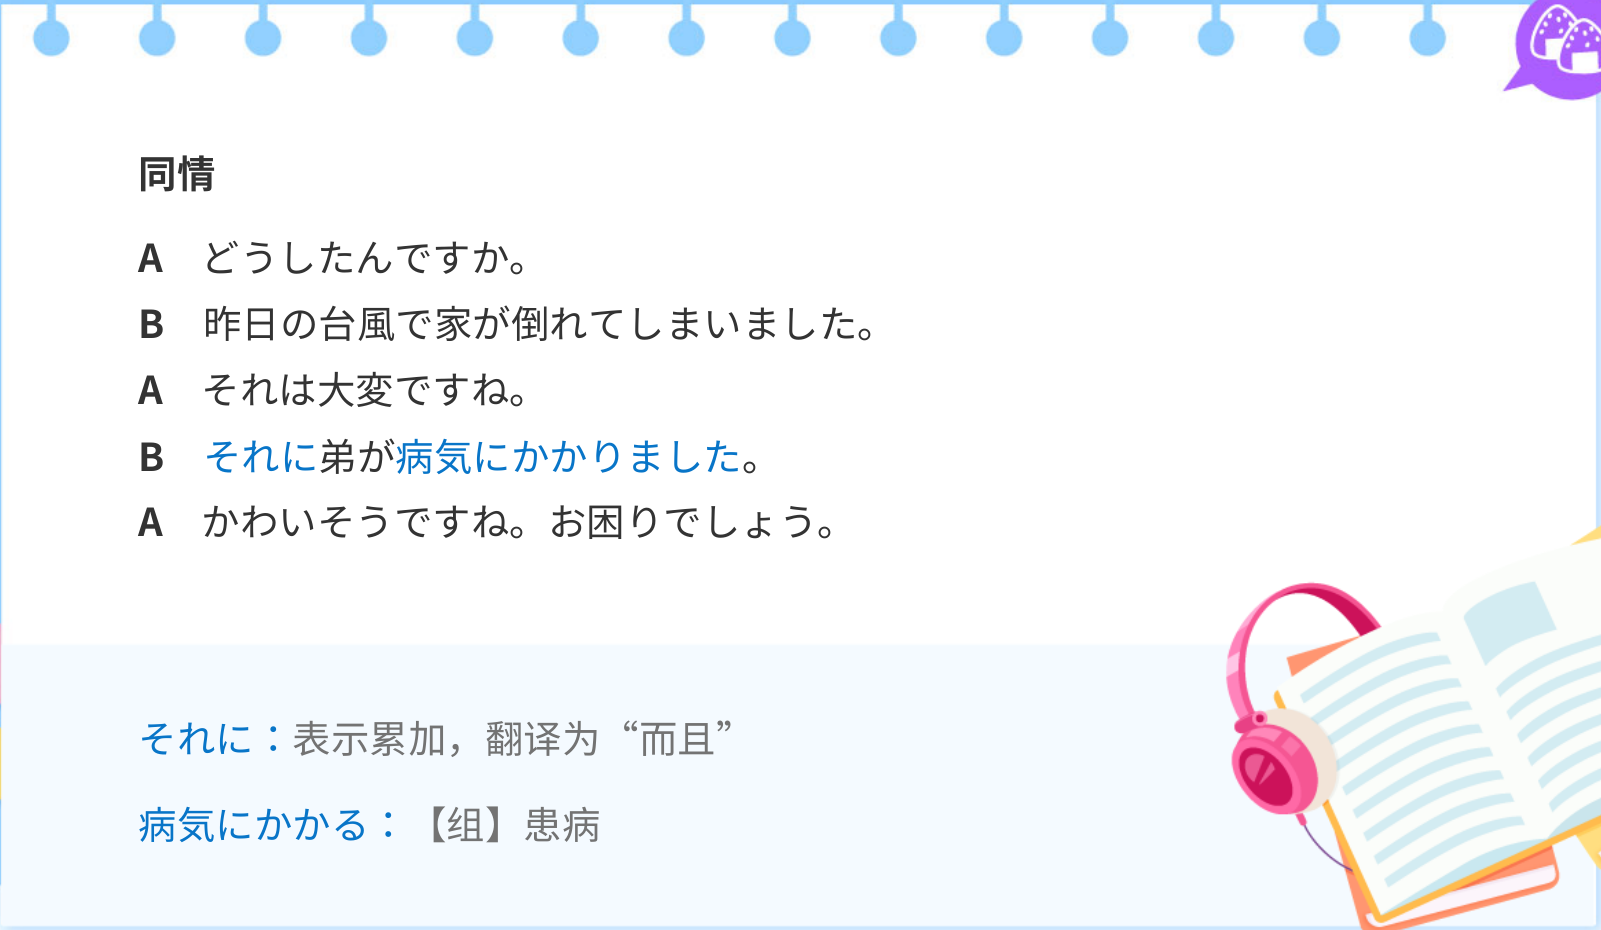 同情
A どうしたんですか。
B 昨日の台風で家が倒れてしまいました。
A それは大変ですね。
B それに弟が病気にかかりました。
A かわいそうですね。お困りでしょう。
それに：表示累加，翻译为“而且”
病気にかかる：【组】患病